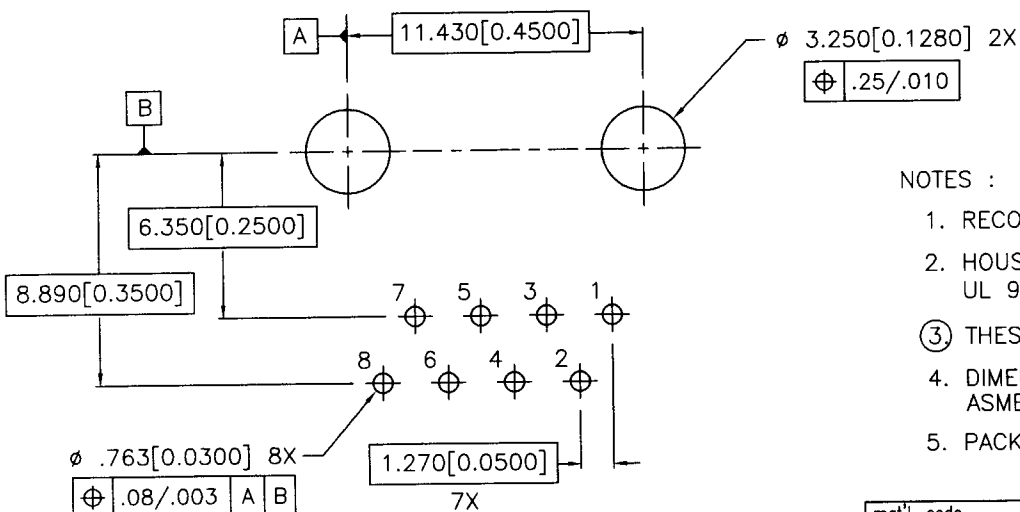 A 11.430[0.4500] ⌀ 3.250[0.1280] 2X
⌖ .25/.010
B
6.350[0.2500]
8.890[0.3500]
7 5 3 1
8 6 4 2
⌀ .763[0.0300] 8X
⌖ .08/.003 A B
1.270[0.0500]
7X
NOTES :
1. RECO
2. HOUS
UL 9
3. THES
4. DIME
ASME
5. PACK
mat'l. code